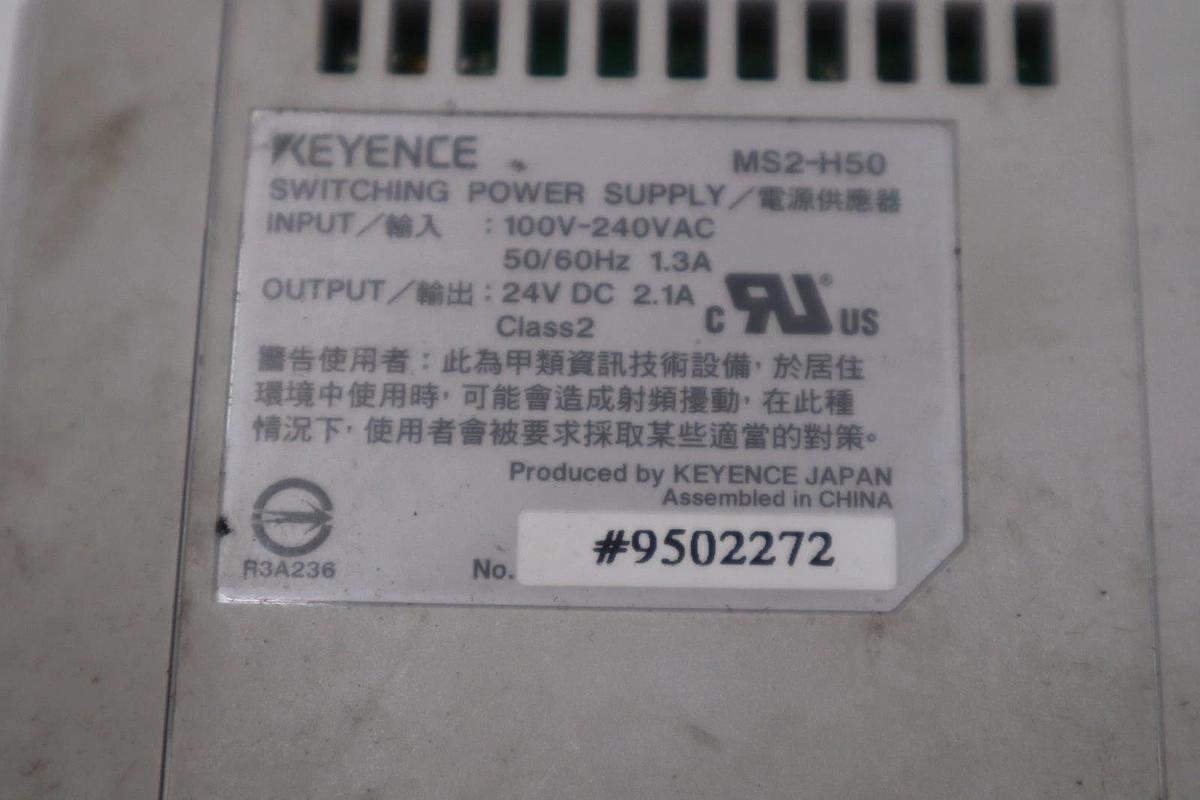 KEYENCE MS2-H50
SWITCHING POWER SUPPLY／電源供應器
INPUT／輸入 : 100V-240VAC
50/60Hz 1.3A
OUTPUT／輸出 : 24V DC 2.1A
Class2
C UR® US
警告使用者：此為甲類資訊技術設備，於居住
環境中使用時，可能會造成射頻擾動，在此種
情況下，使用者會被要求採取某些適當的對策。
Produced by KEYENCE JAPAN
Assembled in CHINA
R3A236
No. #9502272